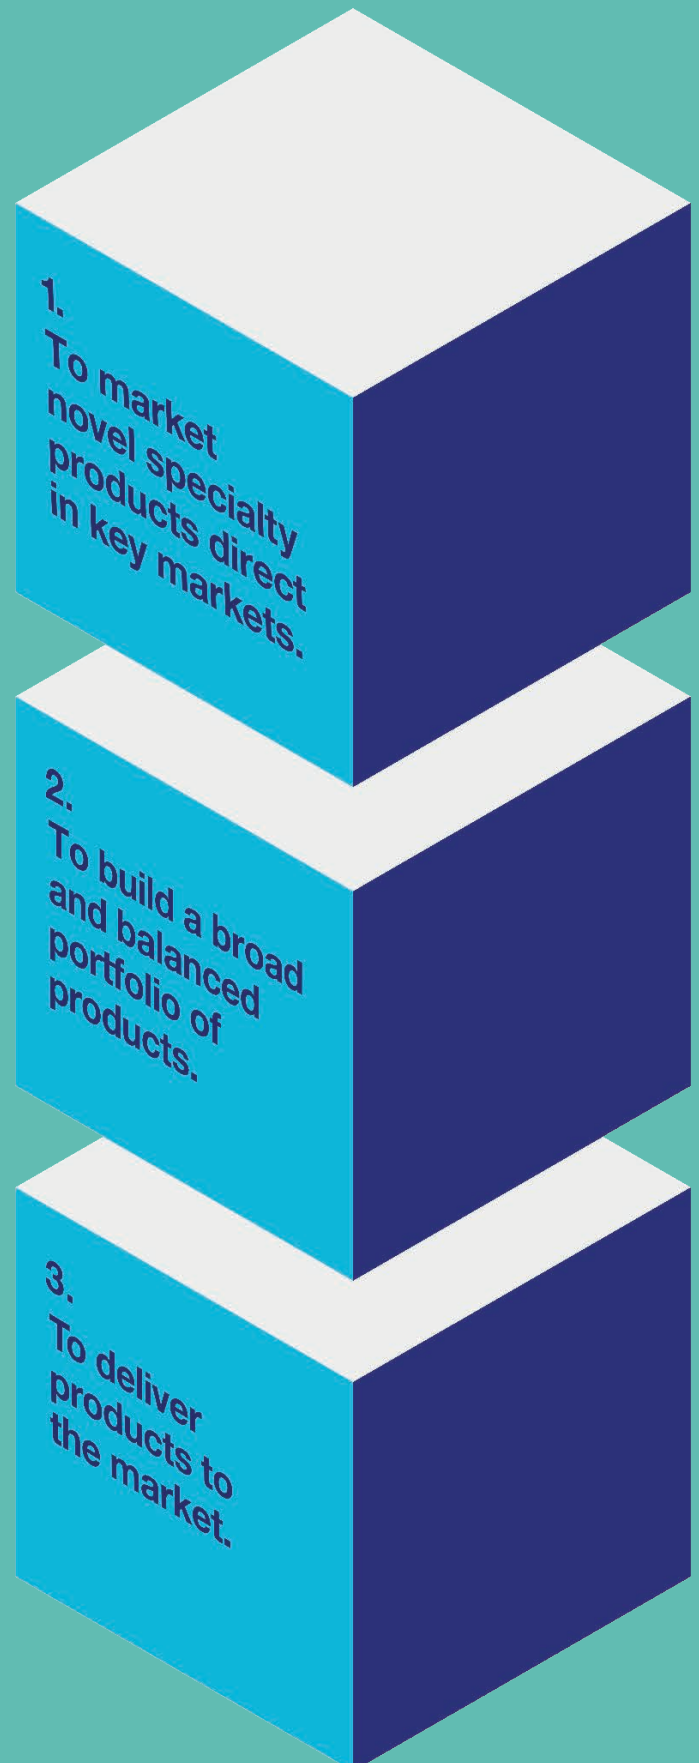 1.
To market
novel specialty
products direct
in key markets.
2.
To build a broad
and balanced
portfolio of
products.
3.
To deliver
products to
the market.